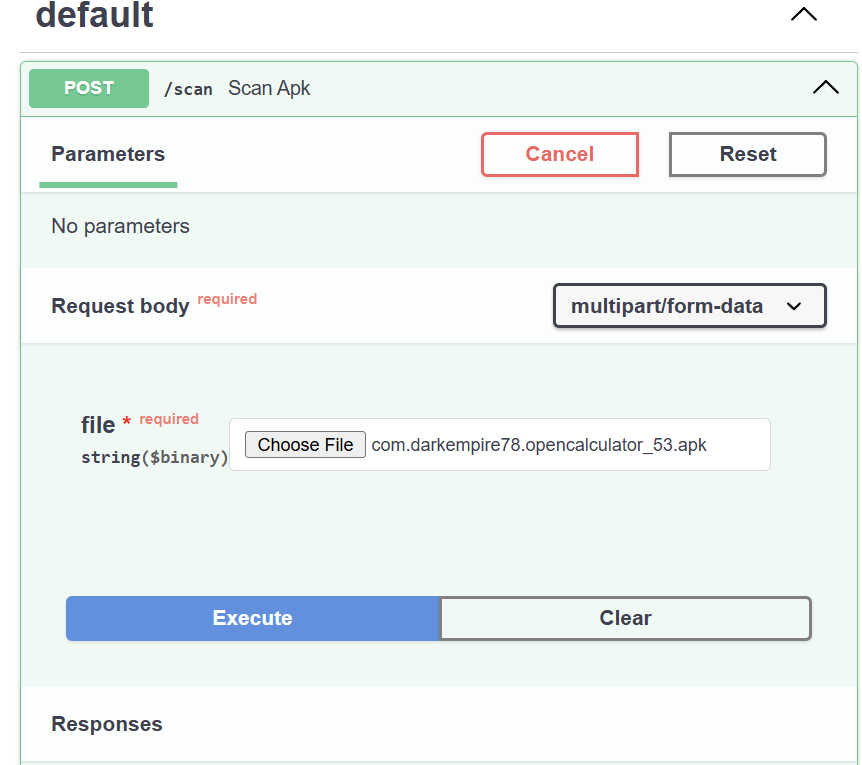 default
POST /scan Scan Apk
Parameters Cancel Reset
No parameters
Request body required multipart/form-data
file * required
Choose File com.darkempire78.opencalculator_53.apk
string($binary)
Execute Clear
Responses